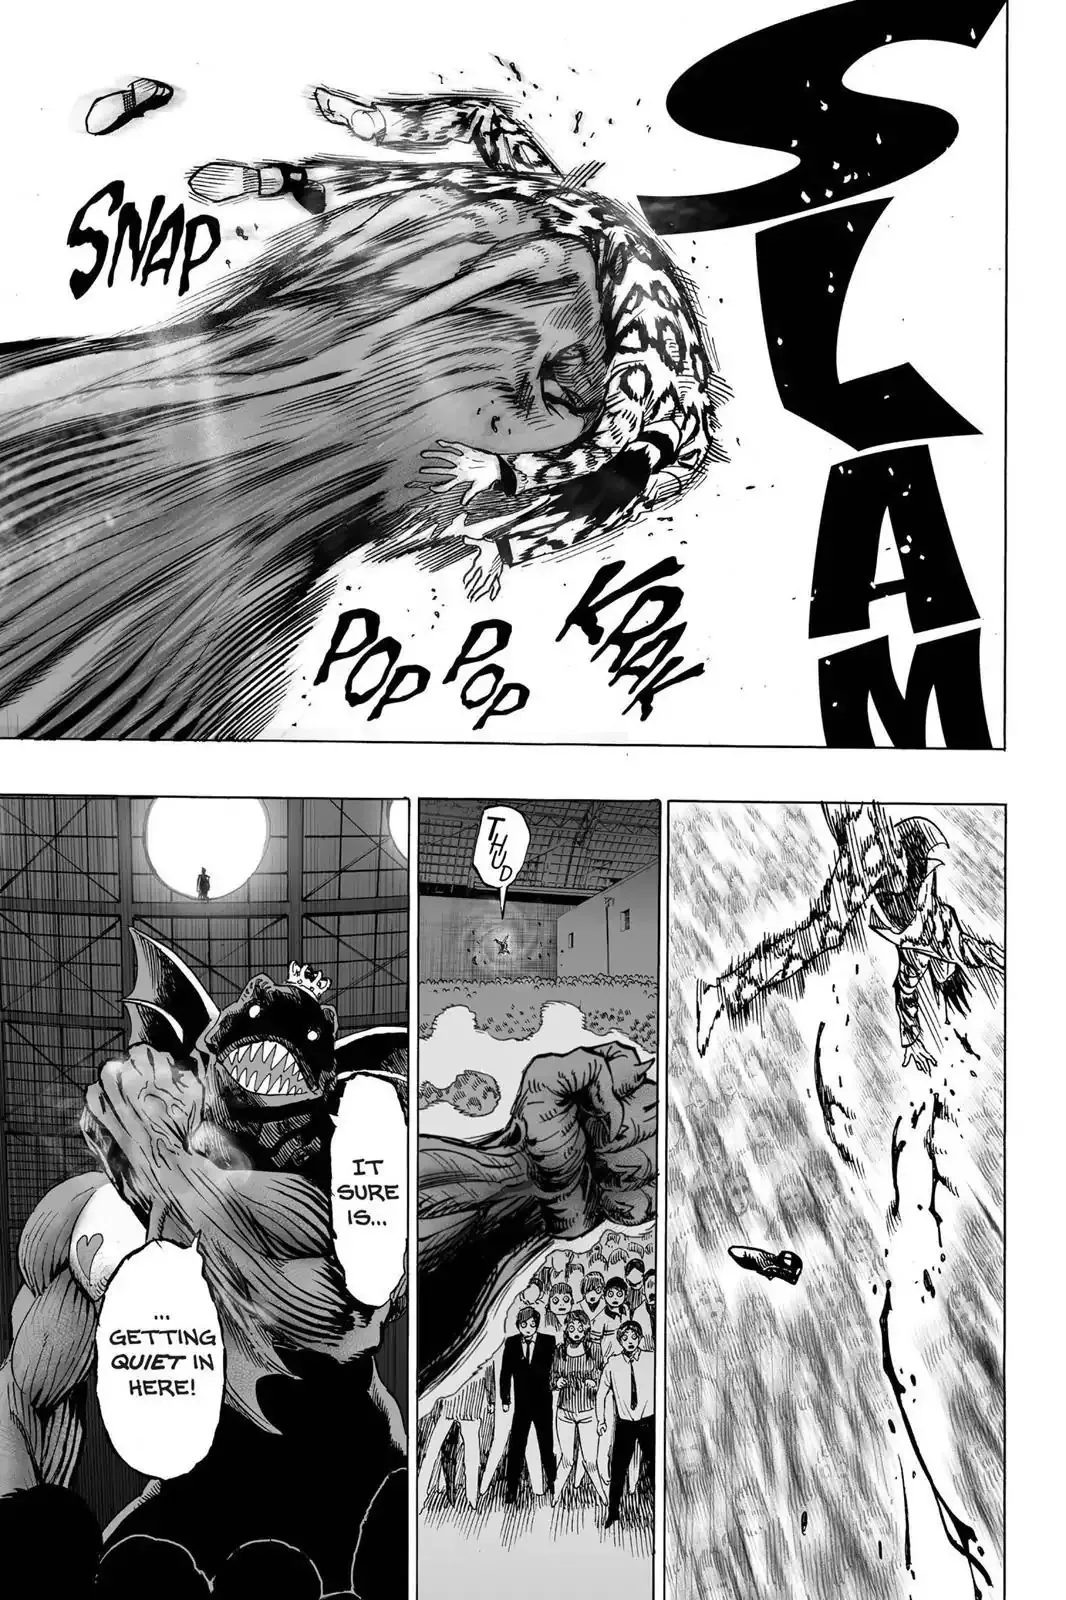 SLAM
SNAP
KRAK
POP
POP
THUD
IT
SURE
IS...
...
GETTING
QUIET IN
HERE!